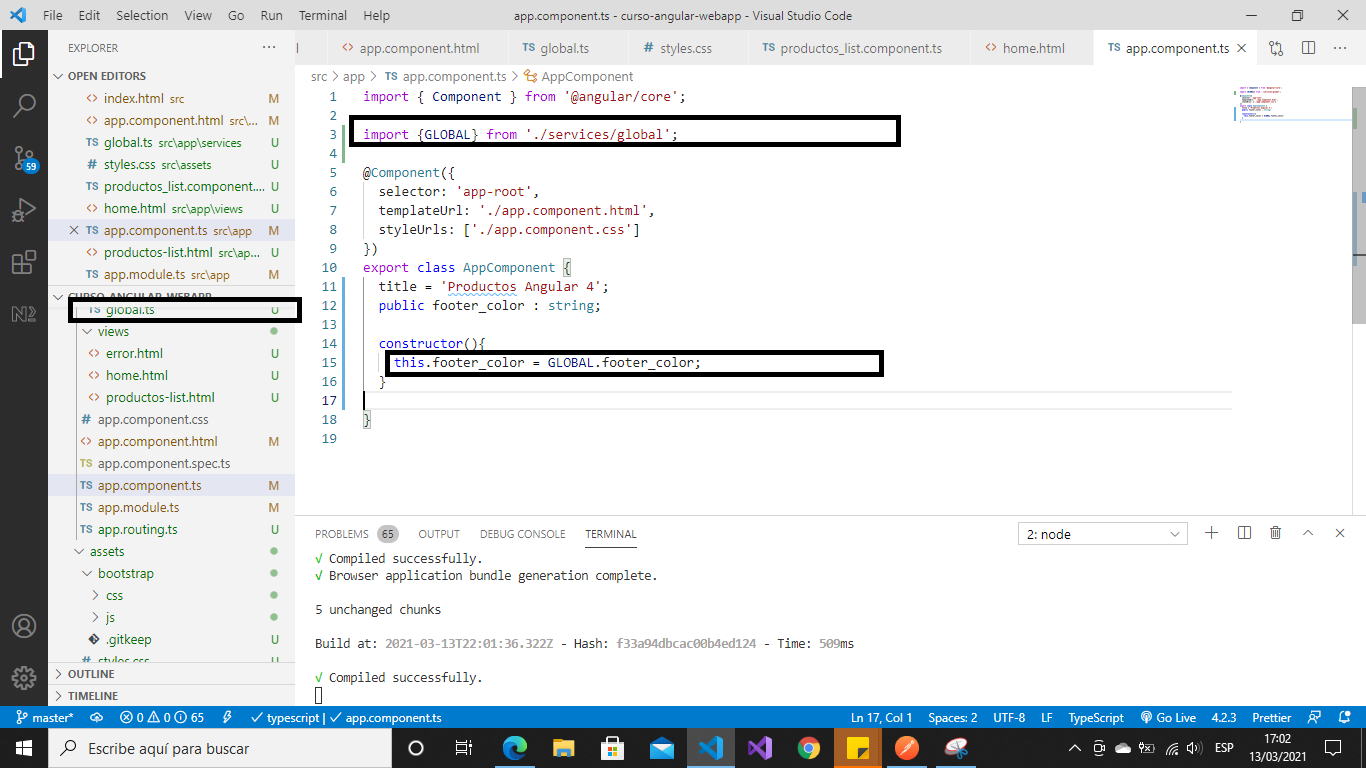 File Edit Selection View Go Run Terminal Help app.component.ts - curso-angular-webapp - Visual Studio Code
EXPLORER
OPEN EDITORS
index.html src M
app.component.html src\... M
global.ts src\app\services U
styles.css src\assets U
productos_list.component.... U
home.html src\app\views U
app.component.ts src\app M
productos-list.html src\ap... U
app.module.ts src\app M
CURSO-ANGULAR-WEBAPP
TS global.ts U
views
error.html U
home.html U
productos-list.html U
# app.component.css
app.component.html M
TS app.component.spec.ts
TS app.component.ts M
TS app.module.ts M
TS app.routing.ts U
assets
bootstrap
css
js
.gitkeep U
# styles.css U
OUTLINE
TIMELINE
59
app.component.html TS global.ts # styles.css TS productos_list.component.ts home.html TS app.component.ts
src > app > TS app.component.ts > AppComponent
1 import { Component } from '@angular/core';
2
3 import {GLOBAL} from './services/global';
4
5 @Component({
6 selector: 'app-root',
7 templateUrl: './app.component.html',
8 styleUrls: ['./app.component.css']
9 })
10 export class AppComponent {
11 title = 'Productos Angular 4';
12 public footer_color : string;
13
14 constructor(){
15 this.footer_color = GLOBAL.footer_color;
16 }
17
18 }
19
PROBLEMS 65 OUTPUT DEBUG CONSOLE TERMINAL 2: node
√ Compiled successfully.
√ Browser application bundle generation complete.
5 unchanged chunks
Build at: 2021-03-13T22:01:36.322Z - Hash: f33a94dbcac00b4ed124 - Time: 509ms
√ Compiled successfully.
master* 0 0 65 typescript | app.component.ts Ln 17, Col 1 Spaces: 2 UTF-8 LF TypeScript Go Live 4.2.3 Prettier
Escribe aquí para buscar ESP 17:02
13/03/2021